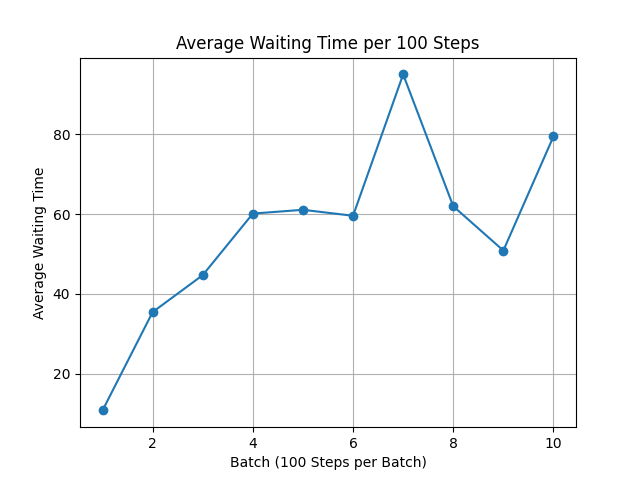 Average Waiting Time per 100 Steps
Average Waiting Time
80
60
40
20
2 4 6 8 10
Batch (100 Steps per Batch)